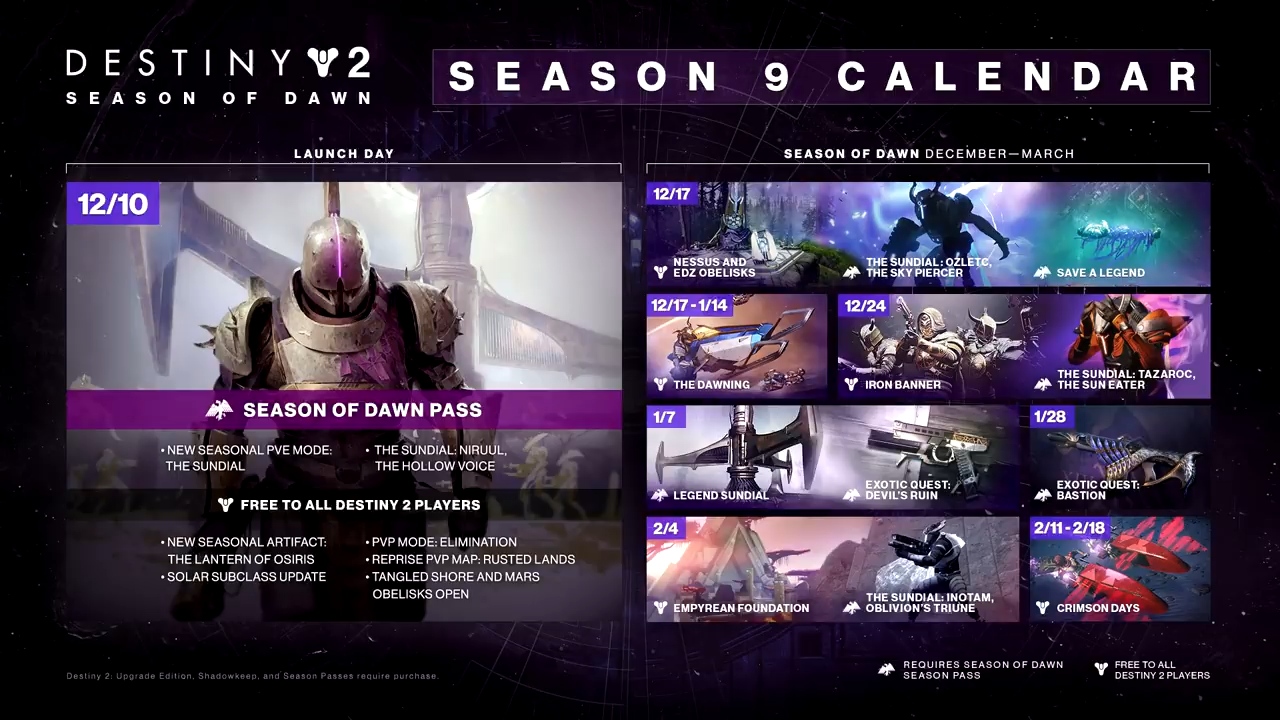 DESTINY 2
SEASON OF DAWN
SEASON 9 CALENDAR
LAUNCH DAY
12/10
SEASON OF DAWN PASS
• NEW SEASONAL PVE MODE:
THE SUNDIAL
• THE SUNDIAL: NIRUUL,
THE HOLLOW VOICE
FREE TO ALL DESTINY 2 PLAYERS
• NEW SEASONAL ARTIFACT:
THE LANTERN OF OSIRIS
• SOLAR SUBCLASS UPDATE
• PVP MODE: ELIMINATION
• REPRISE PVP MAP: RUSTED LANDS
• TANGLED SHORE AND MARS
OBELISKS OPEN
SEASON OF DAWN DECEMBER—MARCH
12/17
NESSUS AND
EDZ OBELISKS
THE SUNDIAL: OZLETC,
THE SKY PIERCER
SAVE A LEGEND
12/17 - 1/14
THE DAWNING
12/24
IRON BANNER
THE SUNDIAL: TAZAROC,
THE SUN EATER
1/7
LEGEND SUNDIAL
EXOTIC QUEST:
DEVIL'S RUIN
1/28
EXOTIC QUEST:
BASTION
2/4
EMPYREAN FOUNDATION
THE SUNDIAL: INOTAM,
OBLIVION'S TRIUNE
2/11 - 2/18
CRIMSON DAYS
Destiny 2: Upgrade Edition, Shadowkeep, and Season Passes require purchase.
REQUIRES SEASON OF DAWN
SEASON PASS
FREE TO ALL
DESTINY 2 PLAYERS